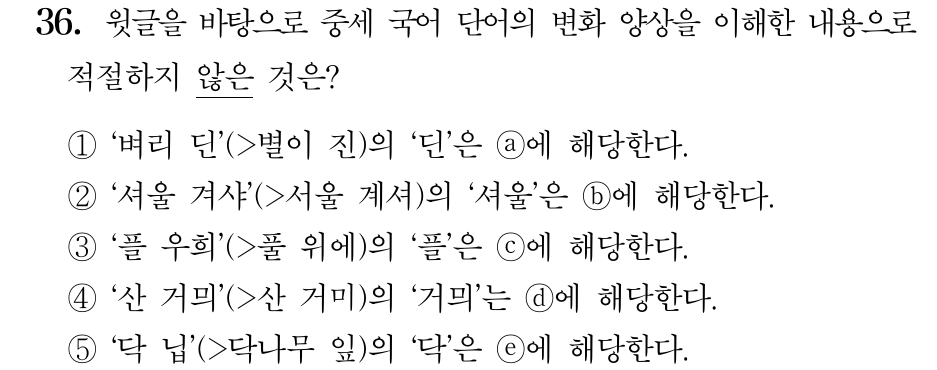 36. 윗글을 바탕으로 중세 국어 단어의 변화 양상을 이해한 내용으로
적절하지 않은 것은?
① ‘벼리 딘’(>별이 진)의 ‘딘’은 ⓐ에 해당한다.
② ‘셔울 겨샤’(>서울 계셔)의 ‘셔울’은 ⓑ에 해당한다.
③ ‘플 우희’(>풀 위에)의 ‘플’은 ⓒ에 해당한다.
④ ‘산 거믜’(>산 거미)의 ‘거믜’는 ⓓ에 해당한다.
⑤ ‘닥 닙’(>닥나무 잎)의 ‘닥’은 ⓔ에 해당한다.